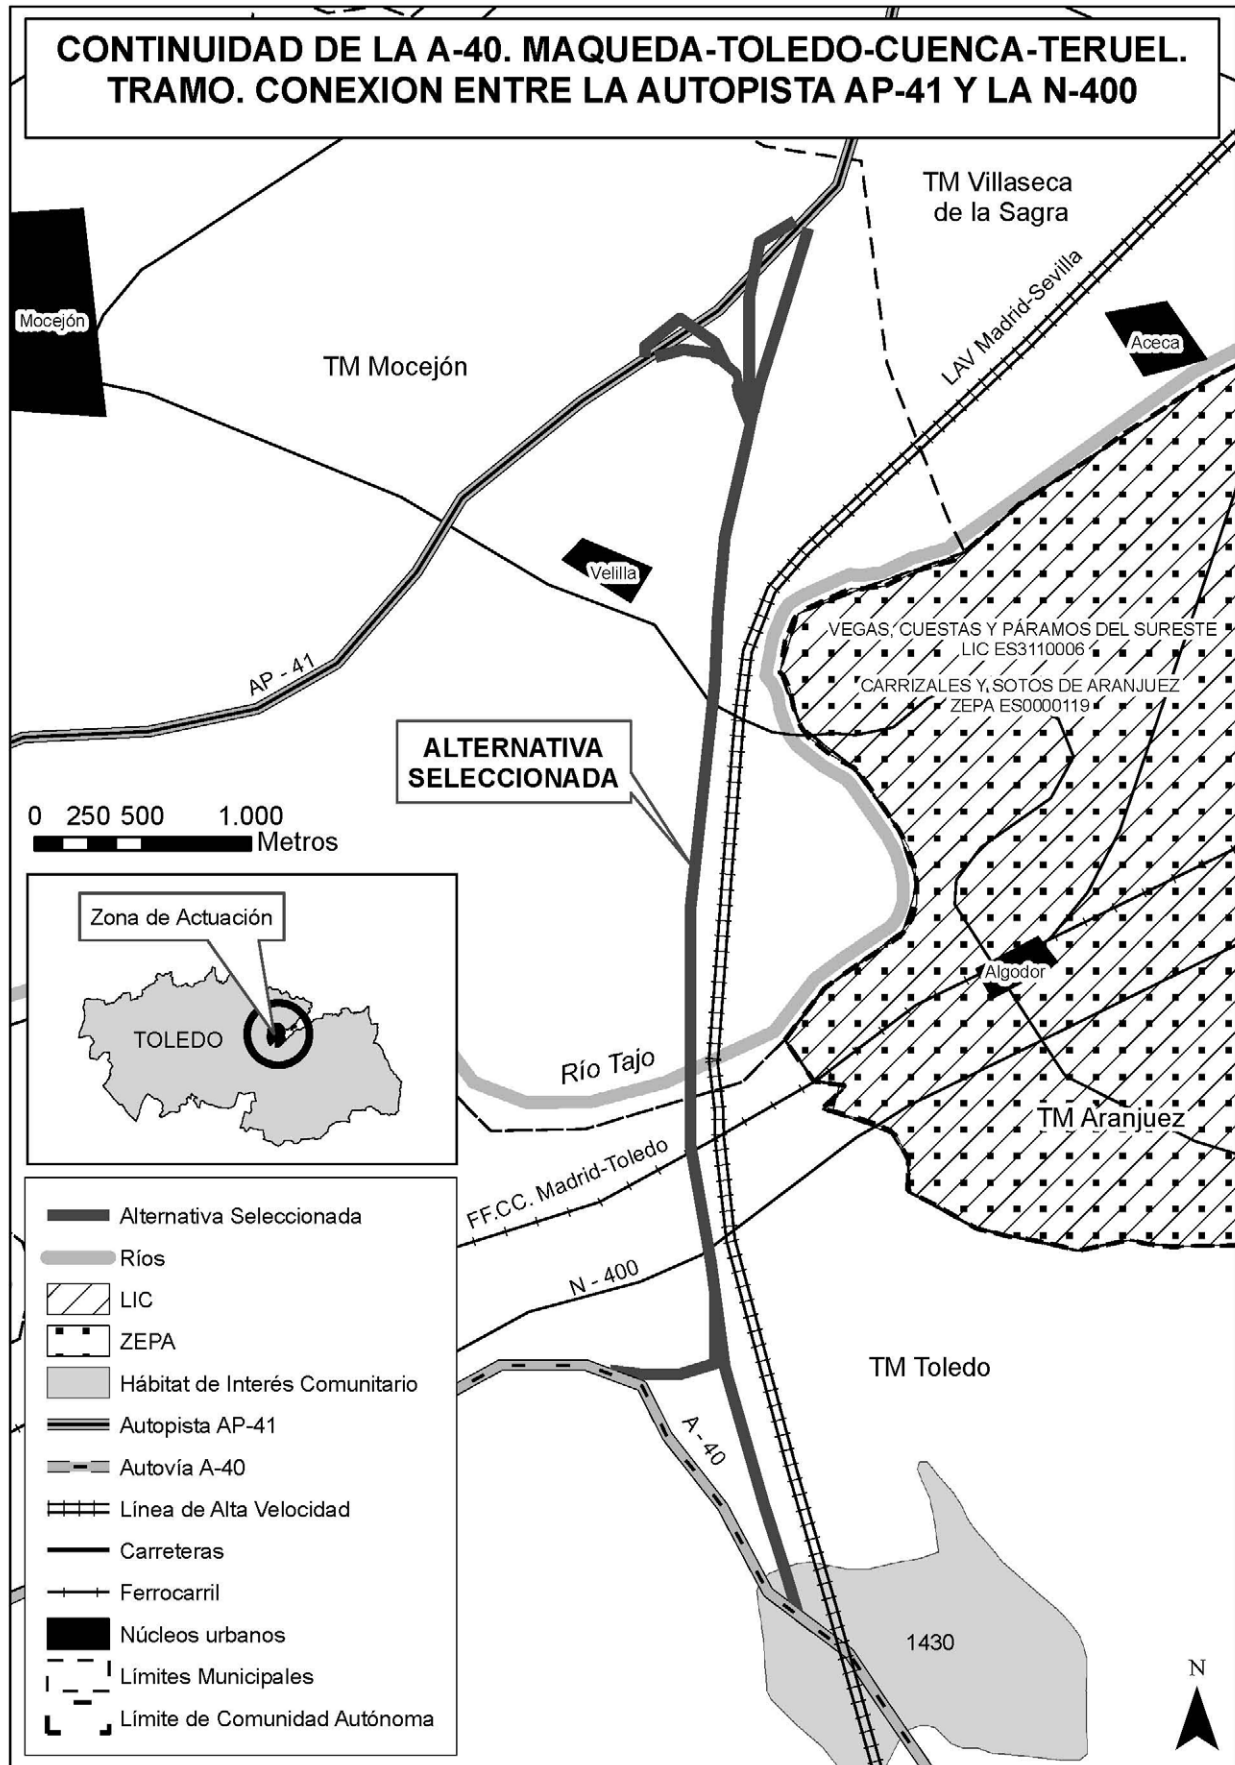 CONTINUIDAD DE LA A-40. MAQUEDA-TOLEDO-CUENCA-TERUEL.
TRAMO. CONEXION ENTRE LA AUTOPISTA AP-41 Y LA N-400
TM Villaseca
de la Sagra
Mocejón
LAV Madrid-Sevilla
Aceca
TM Mocejón
Velilla
VEGAS, CUESTAS Y PÁRAMOS DEL SURESTE
LIC ES3110006
CARRIZALES Y SOTOS DE ARANJUEZ
ZEPA ES0000119
AP - 41
ALTERNATIVA
SELECCIONADA
0 250 500 1.000
Metros
Zona de Actuación
TOLEDO
Algodor
Río Tajo
TM Aranjuez
FF.CC. Madrid-Toledo
N - 400
TM Toledo
A - 40
1430
N
Alternativa Seleccionada
Ríos
LIC
ZEPA
Hábitat de Interés Comunitario
Autopista AP-41
Autovía A-40
Línea de Alta Velocidad
Carreteras
Ferrocarril
Núcleos urbanos
Límites Municipales
Límite de Comunidad Autónoma